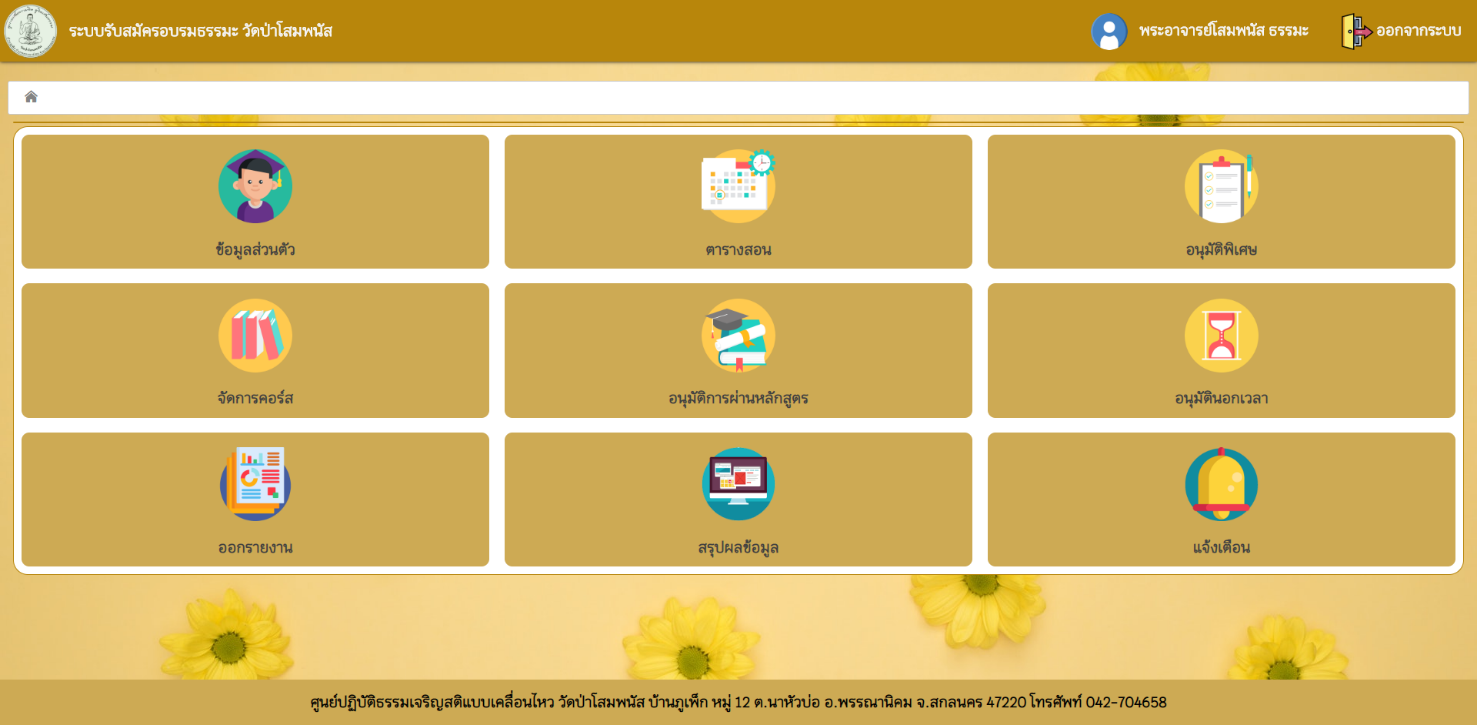 ระบบรับสมัครอบรมธรรมะ วัดป่าโสมพนัส
พระอาจารย์โสมพนัส ธรรมะ
ออกจากระบบ
ข้อมูลส่วนตัว
ตารางสอน
อนุมัติพิเศษ
จัดการคอร์ส
อนุมัติการผ่านหลักสูตร
อนุมัตินอกเวลา
ออกรายงาน
สรุปผลข้อมูล
แจ้งเตือน
ศูนย์ปฏิบัติธรรมเจริญสติแบบเคลื่อนไหว วัดป่าโสมพนัส บ้านภูเพ็ก หมู่ 12 ต.นาหัวบ่อ อ.พรรณานิคม จ.สกลนคร 47220 โทรศัพท์ 042-704658